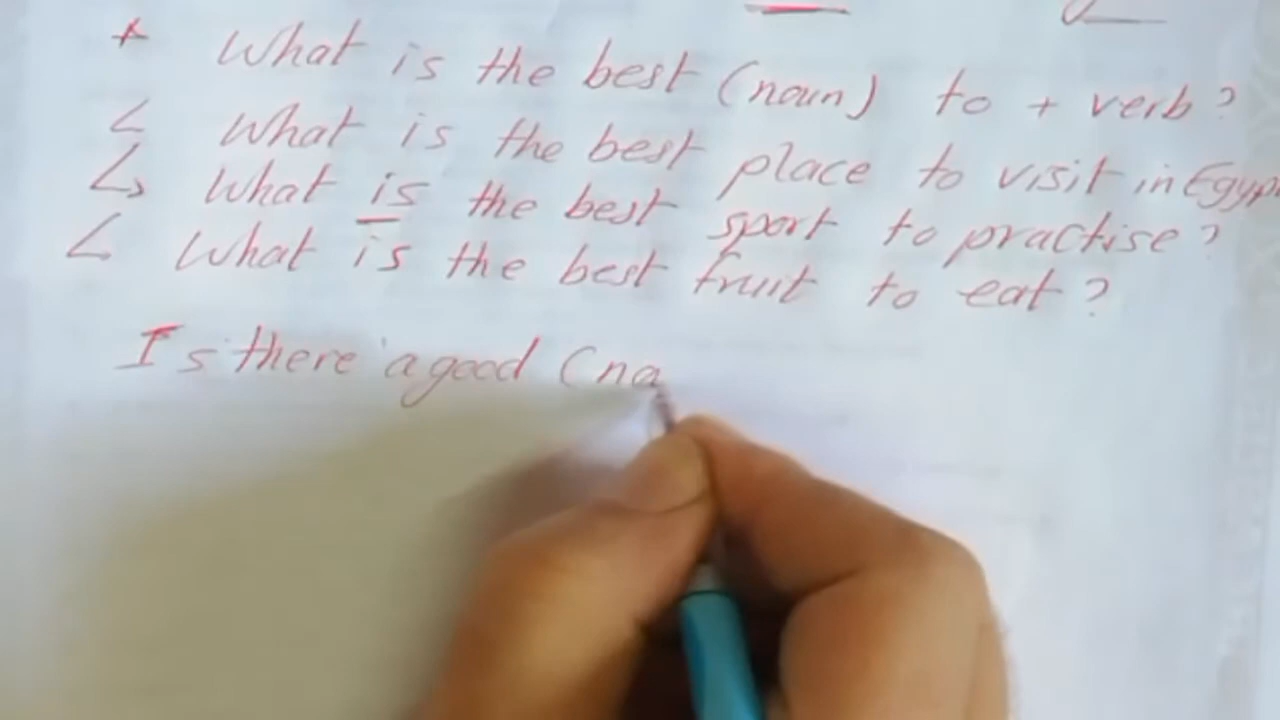 + What is the best (noun) to + verb?
What is the best place to visit in Egyp
What is the best sport to practise?
What is the best fruit to eat?
Is there a good (no